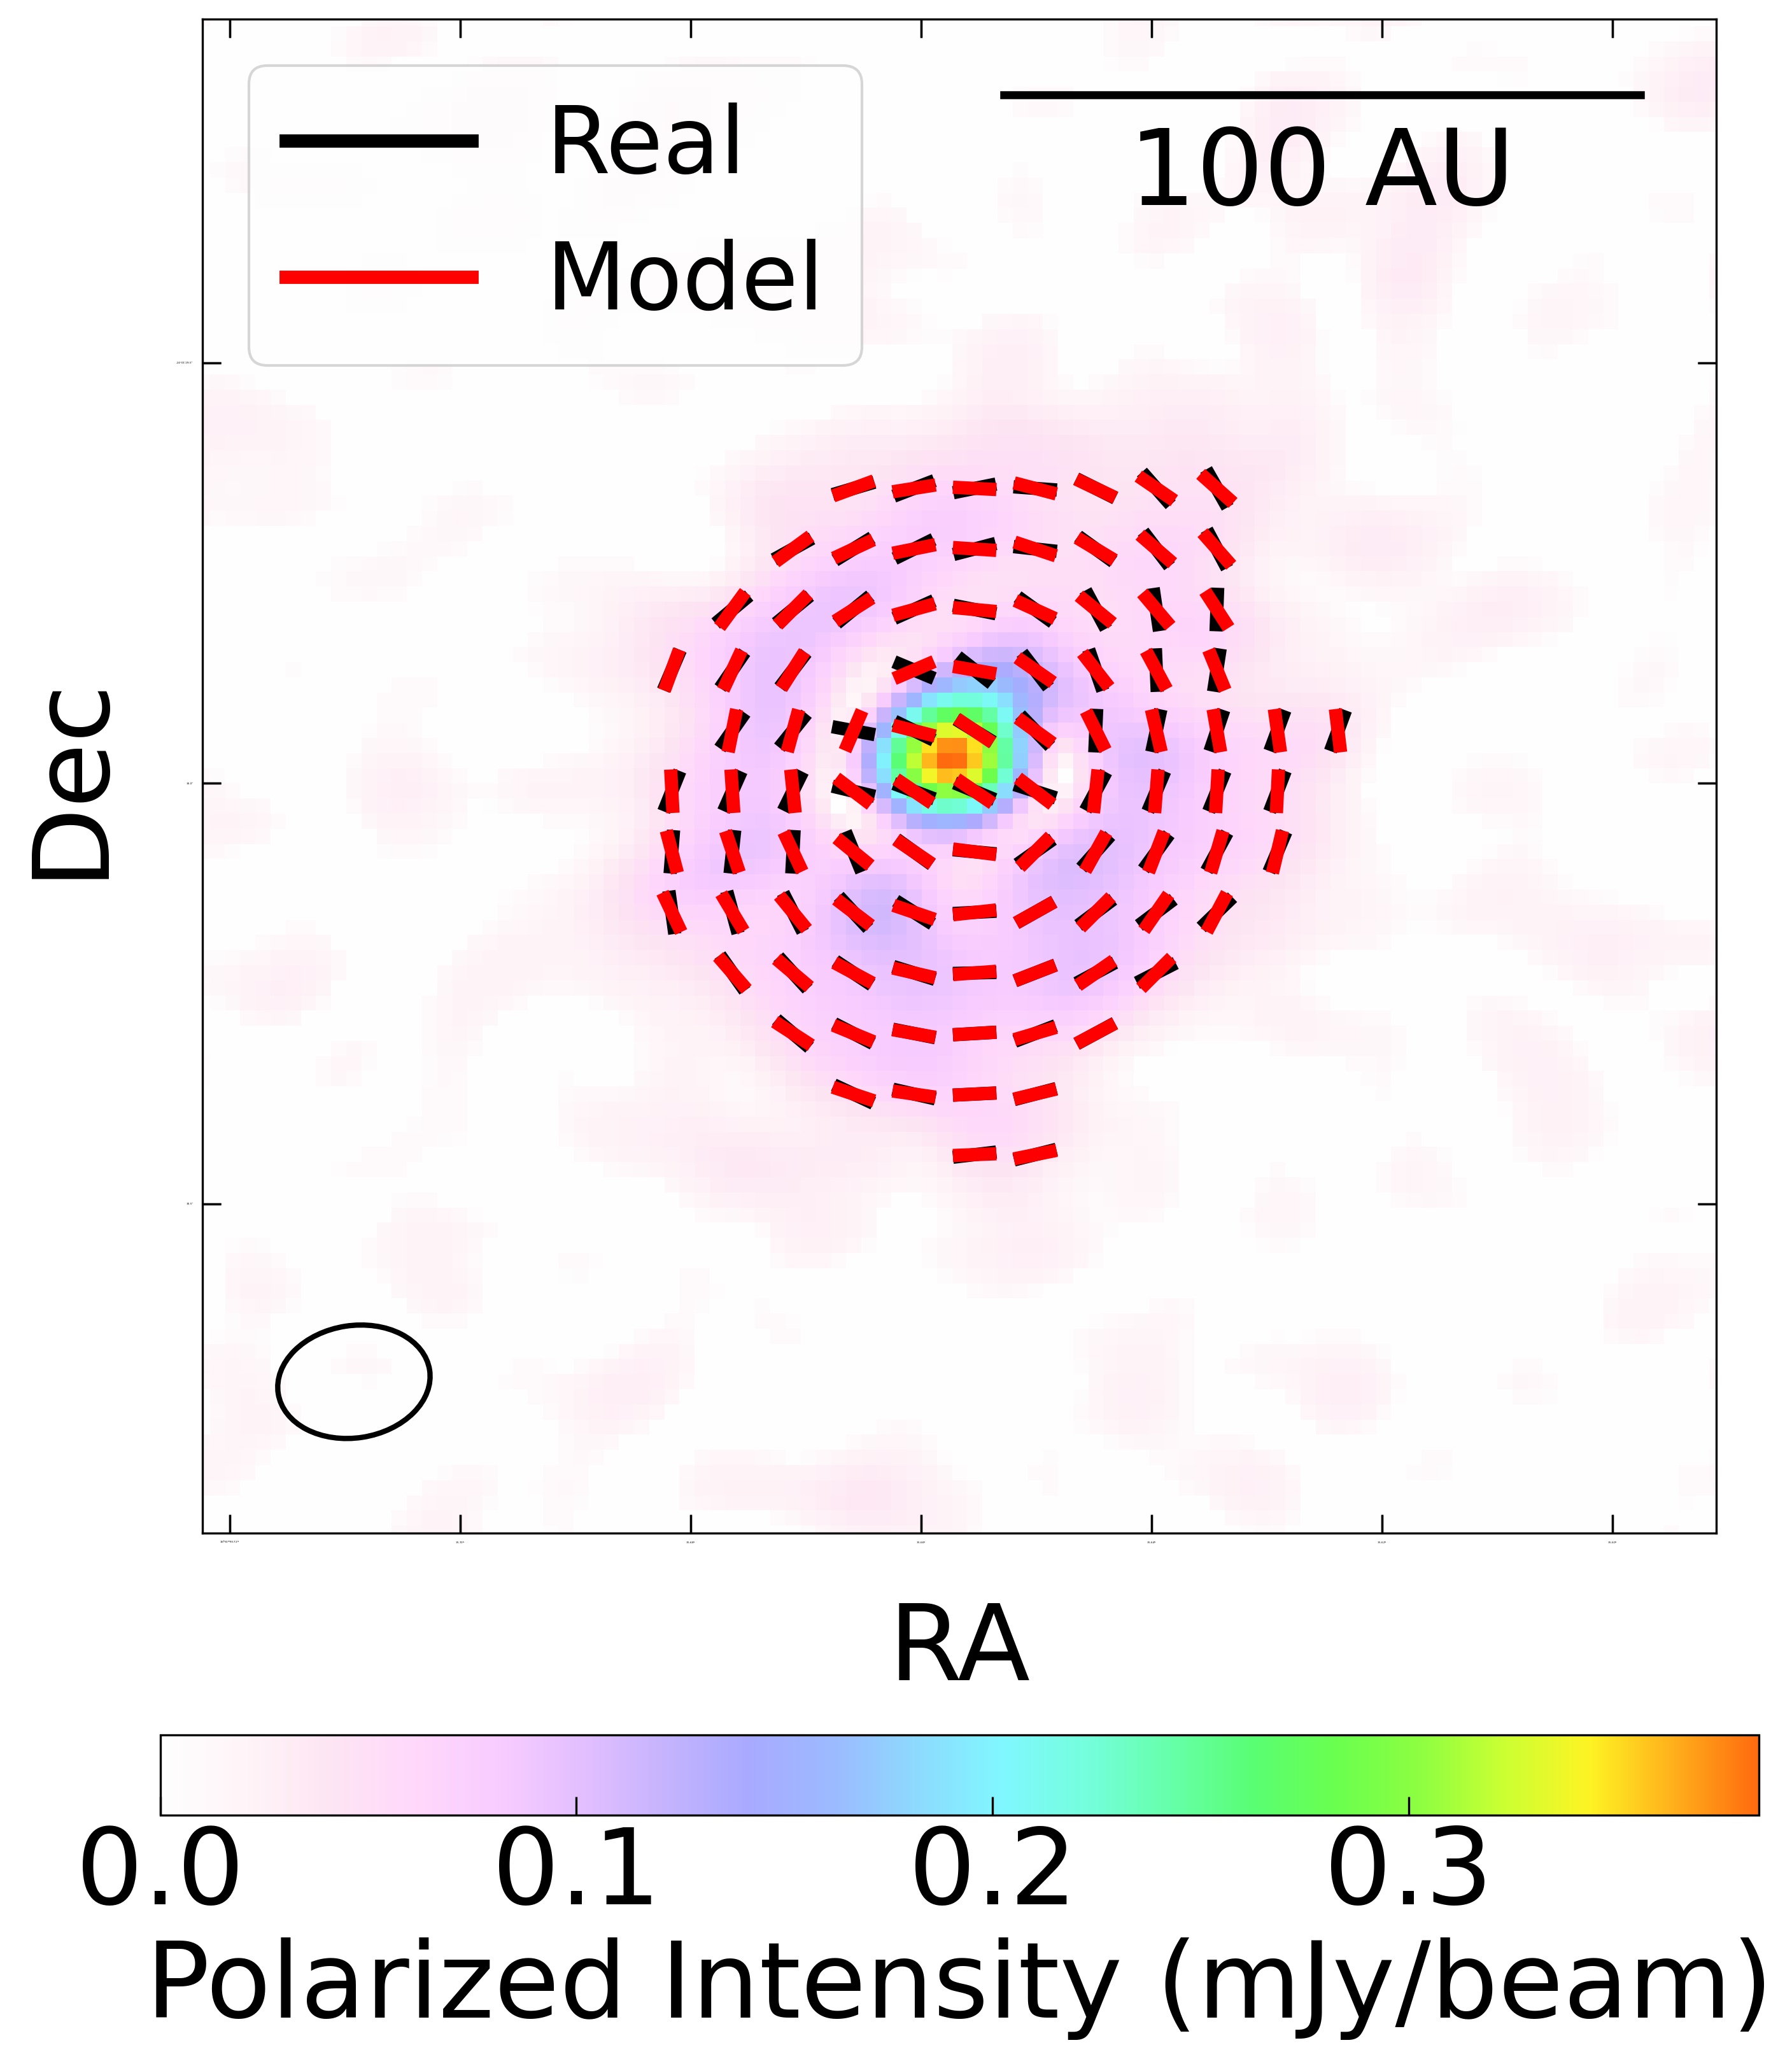 Real
Model
100 AU
Dec
RA
0.0 0.1 0.2 0.3
Polarized Intensity (mJy/beam)